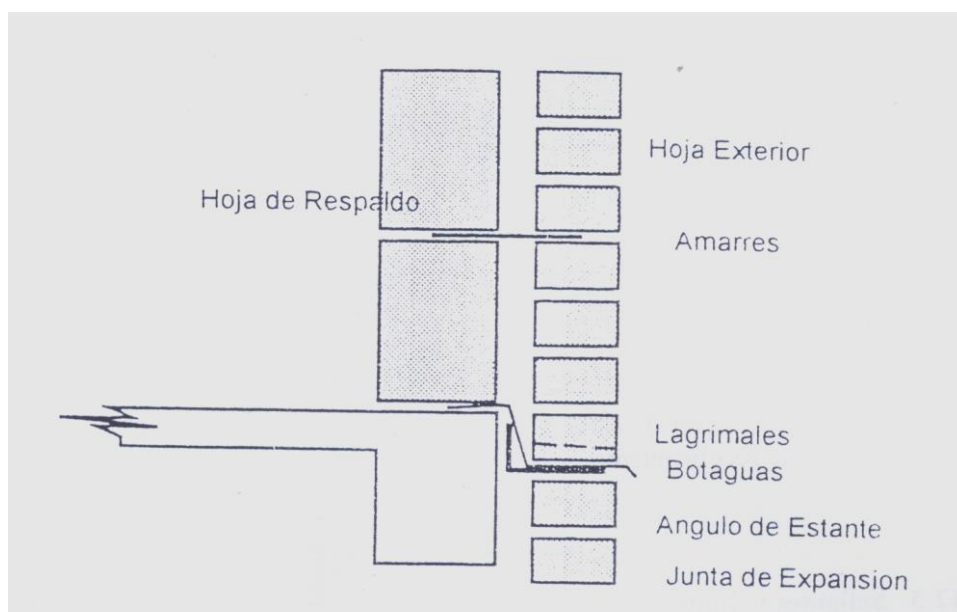 Hoja Exterior
Hoja de Respaldo
Amarres
Lagrimales
Botaguas
Angulo de Estante
Junta de Expansion